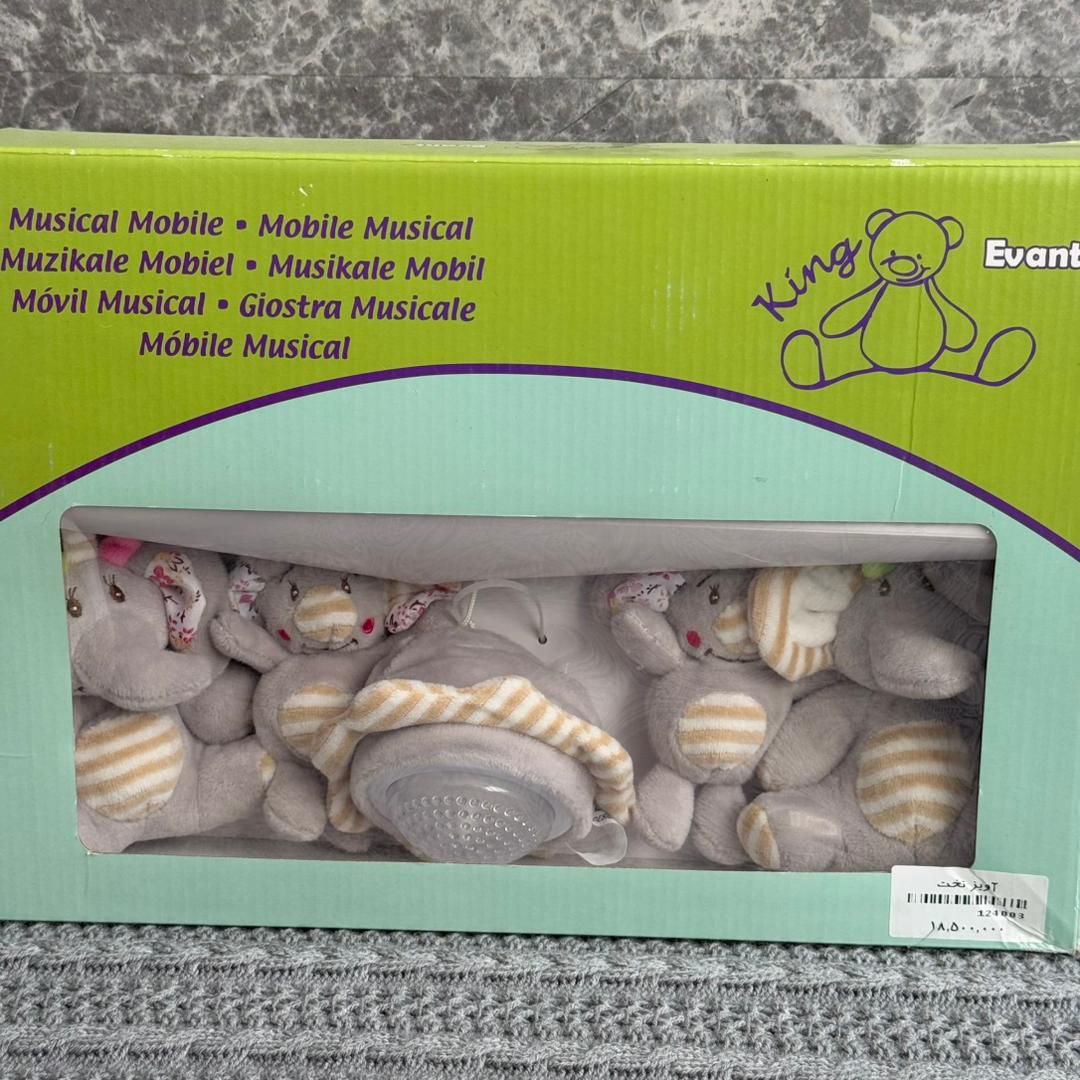 Musical Mobile • Mobile Musical
Muzikale Mobiel • Musikale Mobil
Móvil Musical • Giostra Musicale
Móbile Musical
King
Evant
آویز تخت
124003
۱۸,۵۰۰,۰۰۰